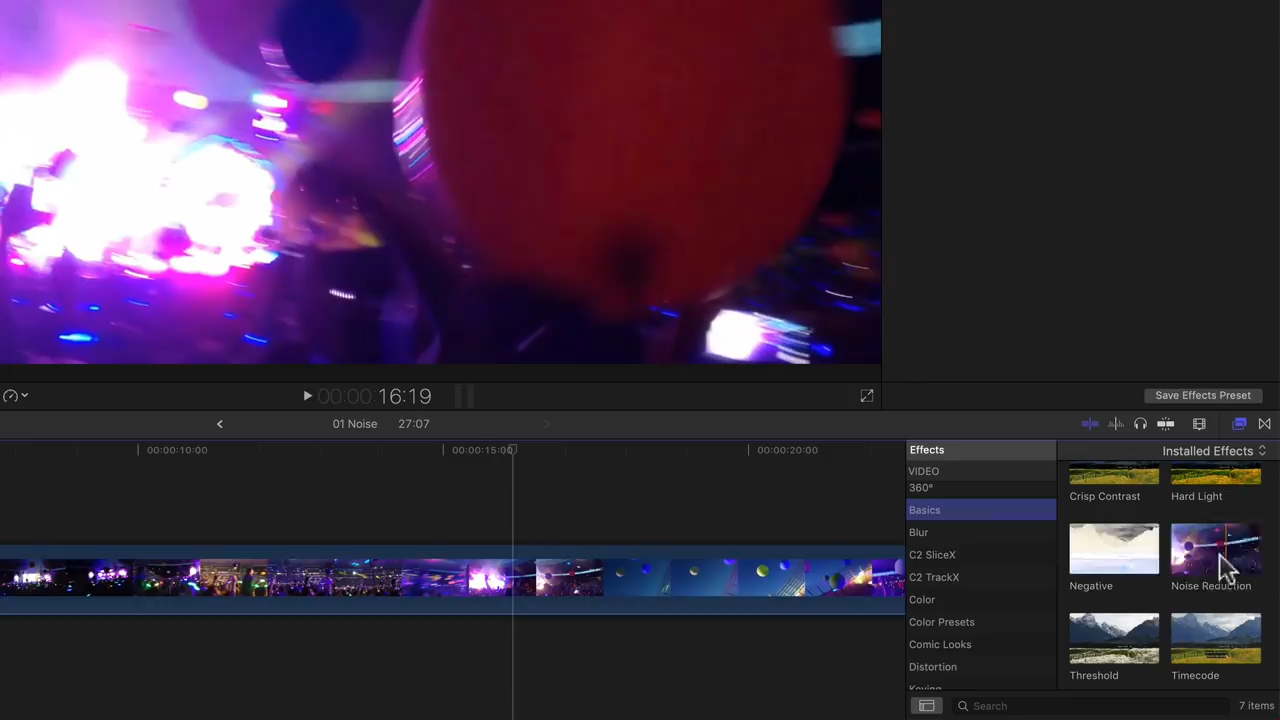 00:00:16:19
Save Effects Preset
01 Noise 27:07
00:00:10:00 00:00:15:00 00:00:20:00
Effects
Installed Effects
VIDEO
360°
Basics
Blur
C2 SliceX
C2 TrackX
Color
Color Presets
Comic Looks
Distortion
Keying
Crisp Contrast
Hard Light
Negative
Noise Reduction
Threshold
Timecode
Search
7 items